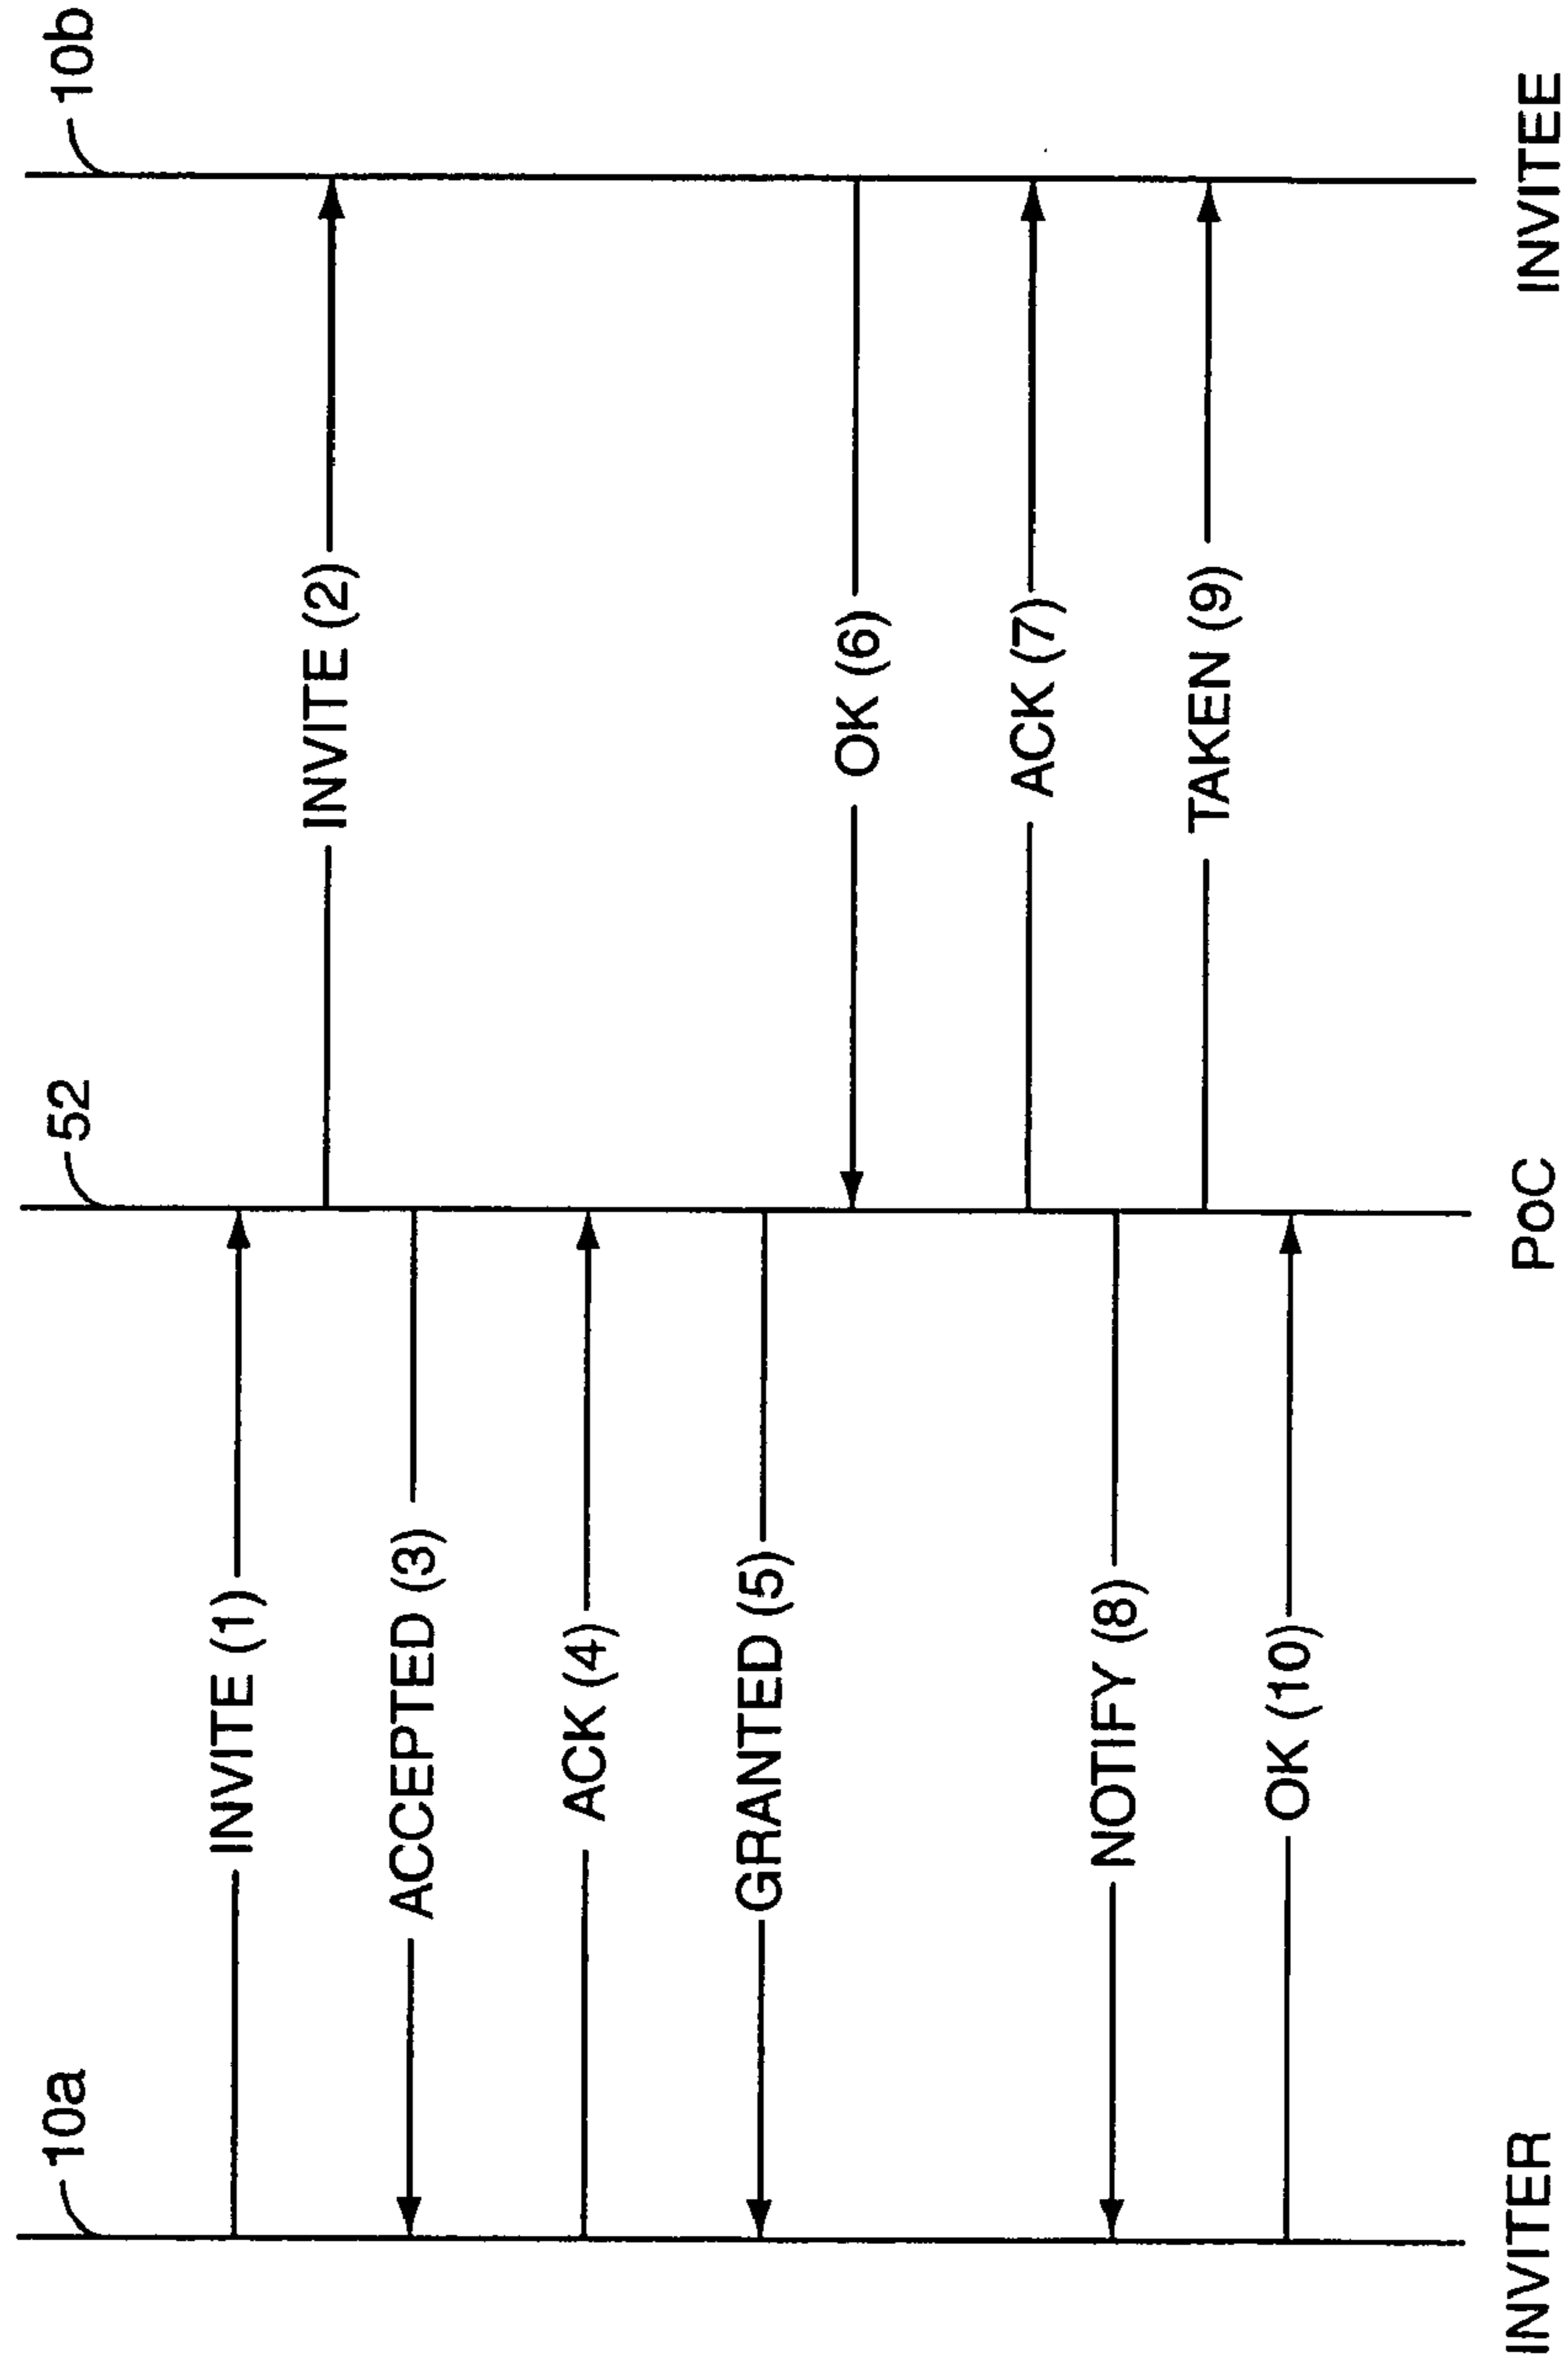 10a
52
10b
INVITE (1)
INVITE (2)
ACCEPTED (3)
ACK (4)
GRANTED (5)
OK (6)
ACK (7)
NOTIFY (8)
TAKEN (9)
OK (10)
INVITER
PoC
INVITEE